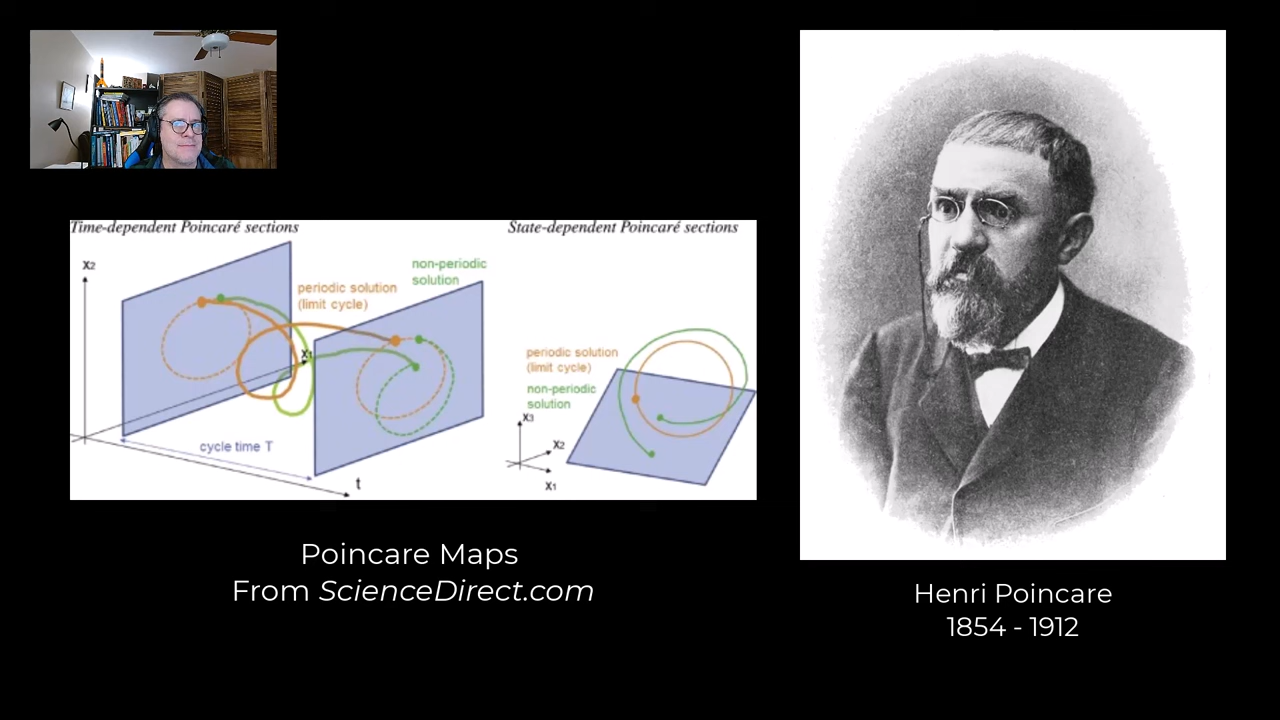 Time-dependent Poincaré sections
x2
periodic solution
(limit cycle)
non-periodic
solution
x1
cycle time T
t
State-dependent Poincaré sections
periodic solution
(limit cycle)
non-periodic
solution
x3
x2
x1
Poincare Maps
From ScienceDirect.com
Henri Poincare
1854 - 1912